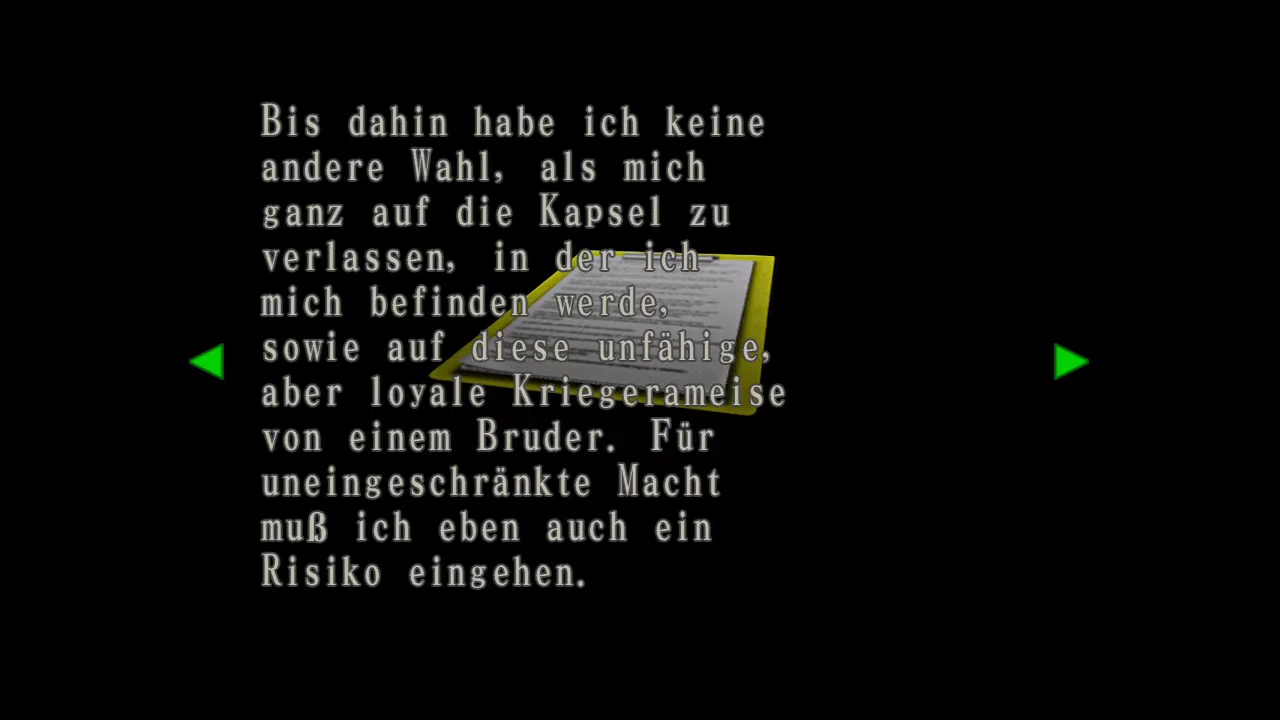 Bis dahin habe ich keine
andere Wahl, als mich
ganz auf die Kapsel zu
verlassen, in der ich
mich befinden werde,
sowie auf diese unfähige,
aber loyale Kriegerameise
von einem Bruder. Für
uneingeschränkte Macht
muß ich eben auch ein
Risiko eingehen.